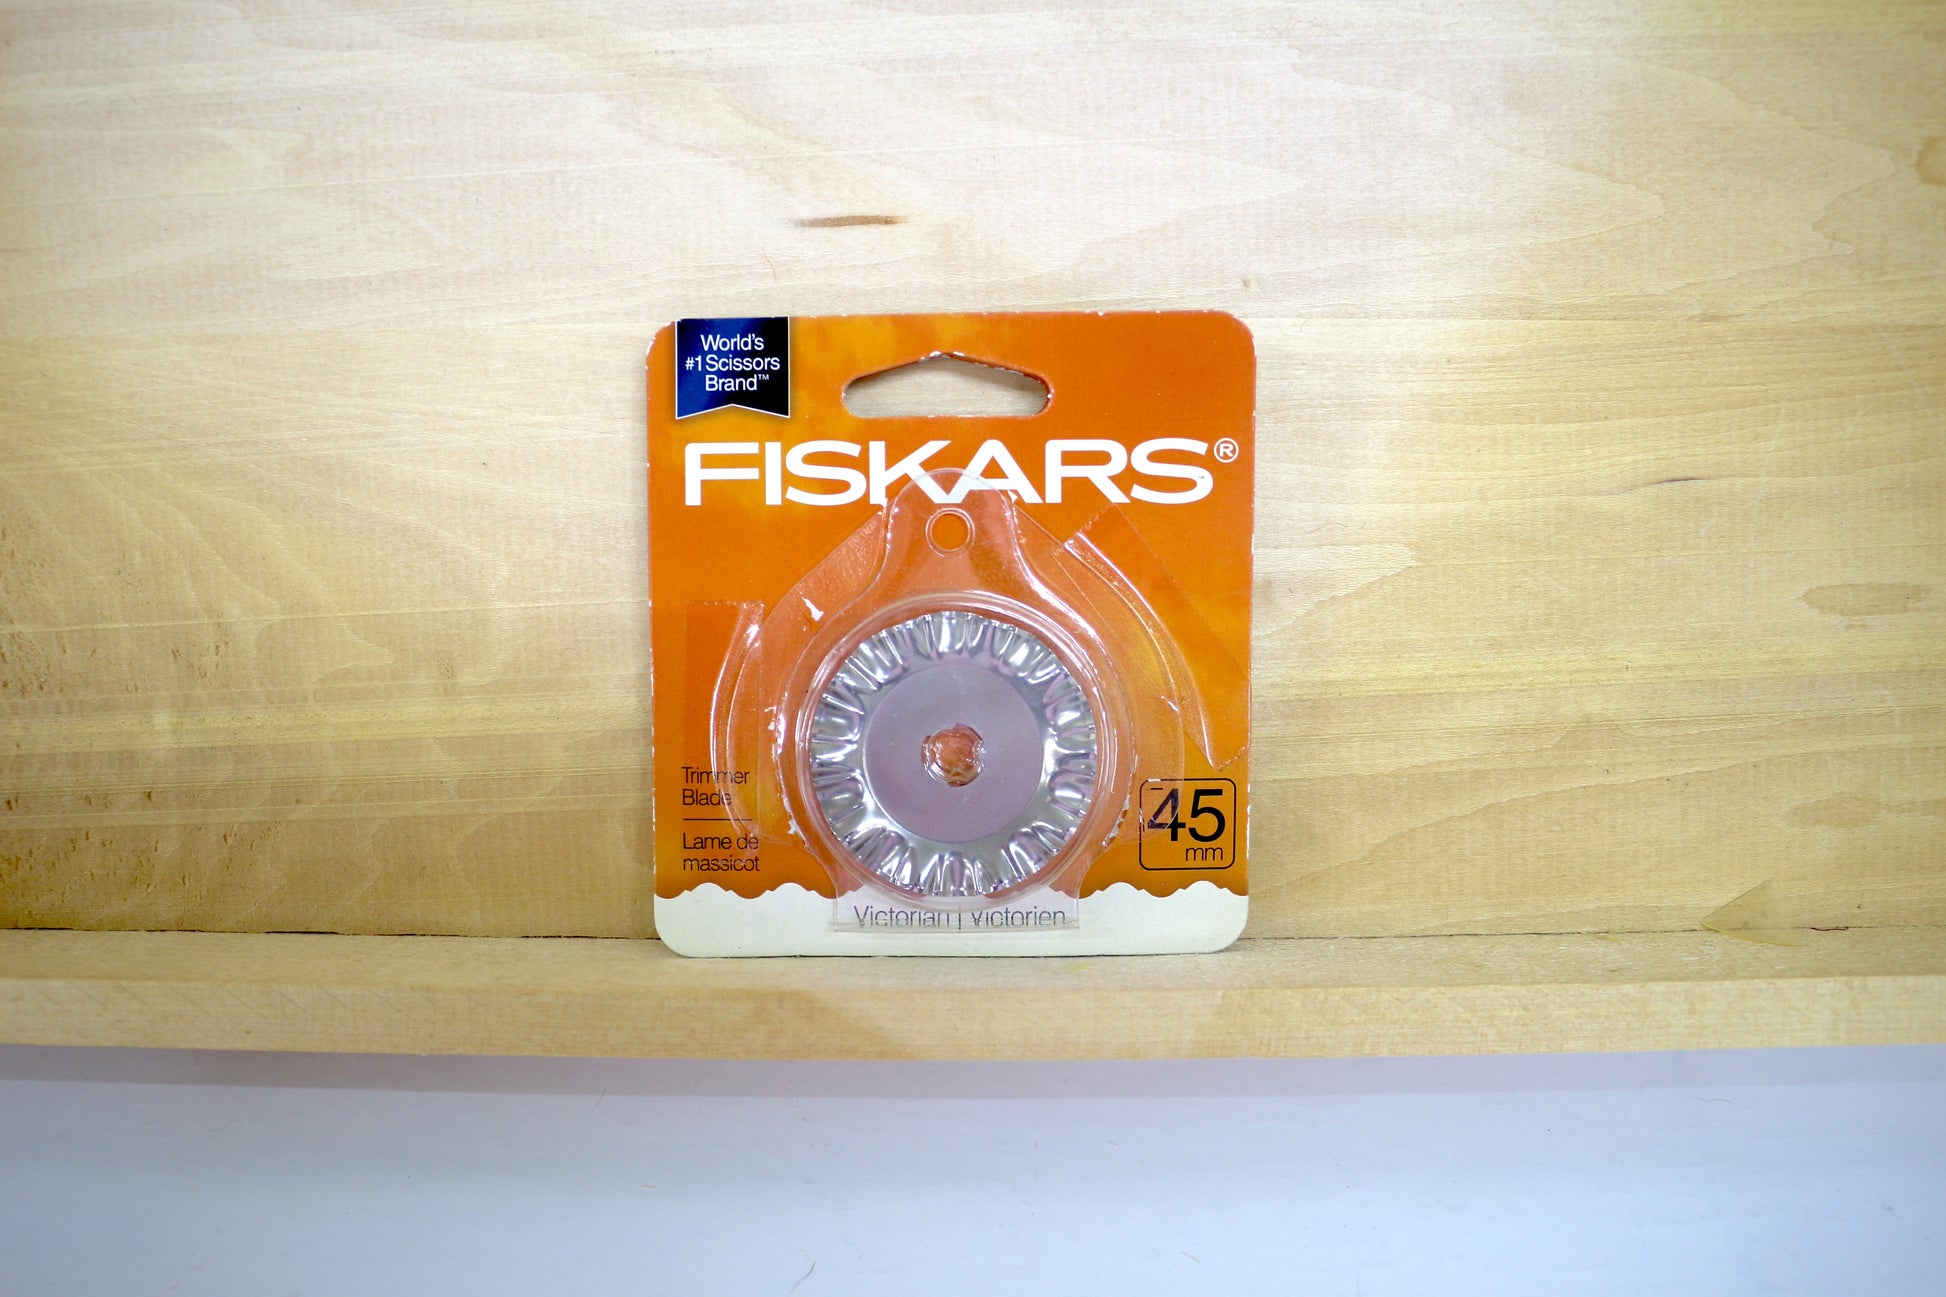 World's
#1 Scissors
Brand™
FISKARS®
Trimmer
Blade
Lame de
massicot
45
mm
Victorian | Victorien